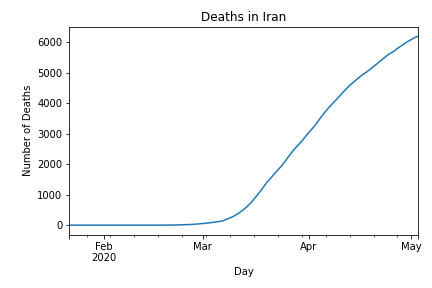 Deaths in Iran
6000
5000
4000
3000
2000
1000
0
Number of Deaths
Feb
2020
Mar
Apr
May
Day